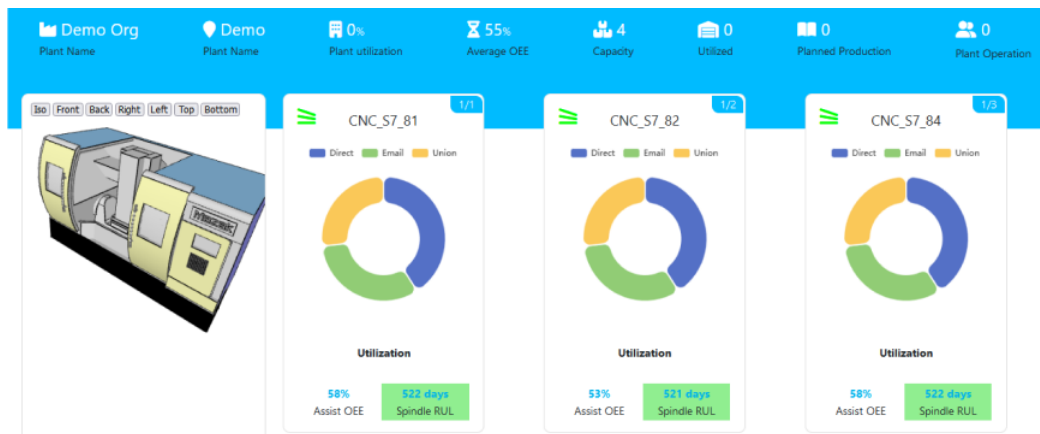 Demo Org
Plant Name
Demo
Plant Name
0%
Plant utilization
55%
Average OEE
4
Capacity
0
Utilized
0
Planned Production
0
Plant Operation
Iso Front Back Right Left Top Bottom
Mazak
1/1
CNC_S7_81
Direct Email Union
Utilization
58%
Assist OEE
522 days
Spindle RUL
1/2
CNC_S7_82
Direct Email Union
Utilization
53%
Assist OEE
521 days
Spindle RUL
1/3
CNC_S7_84
Direct Email Union
Utilization
58%
Assist OEE
522 days
Spindle RUL